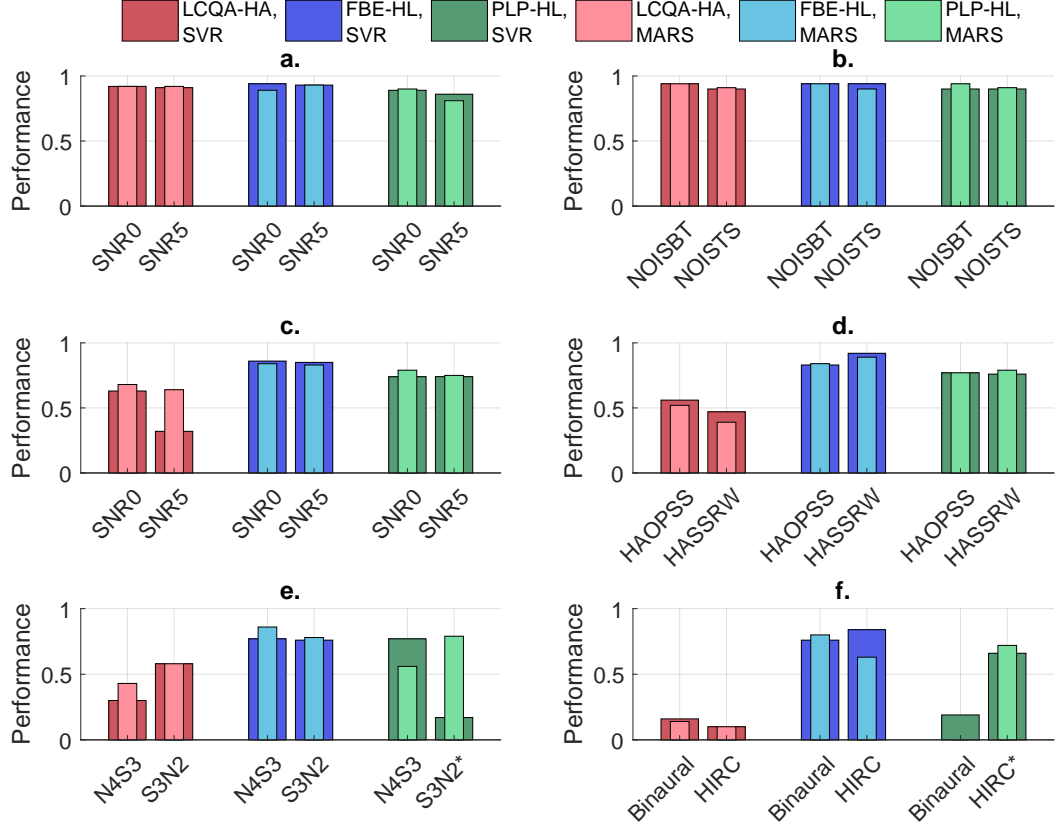 LCQA-HA, SVR
FBE-HL, SVR
PLP-HL, SVR
LCQA-HA, MARS
FBE-HL, MARS
PLP-HL, MARS
a.
Performance
1
0.5
0
SNR0
SNR5
SNR0
SNR5
SNR0
SNR5
b.
Performance
1
0.5
0
NOISBT
NOISTS
NOISBT
NOISTS
NOISBT
NOISTS
c.
Performance
1
0.5
0
SNR0
SNR5
SNR0
SNR5
SNR0
SNR5
d.
Performance
1
0.5
0
HAOPSS
HASSRW
HAOPSS
HASSRW
HAOPSS
HASSRW
e.
Performance
1
0.5
0
N4S3
S3N2
N4S3
S3N2
N4S3
S3N2*
f.
Performance
1
0.5
0
Binaural
HIRC
Binaural
HIRC
Binaural
HIRC*